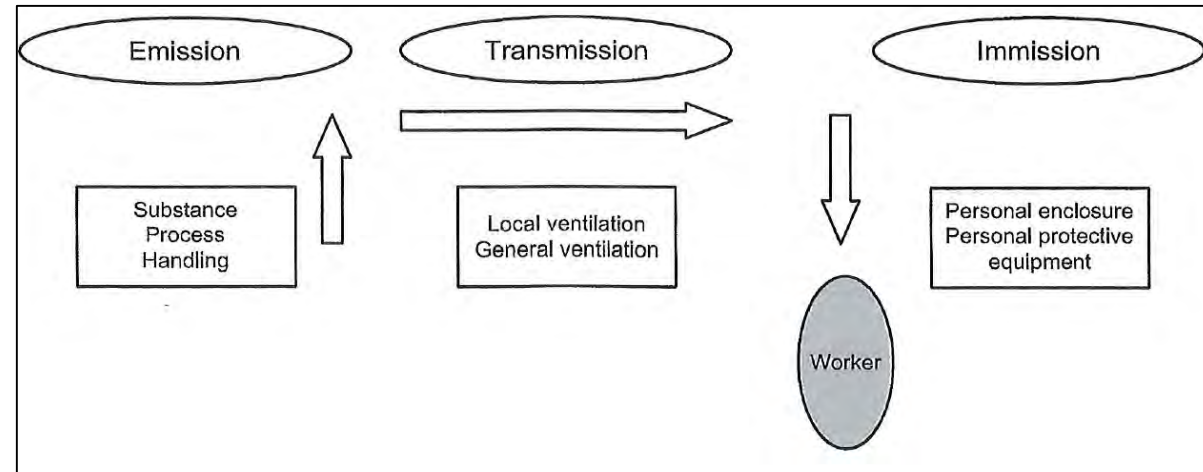 Emission
Transmission
Immission
Substance
Process
Handling
Local ventilation
General ventilation
Personal enclosure
Personal protective
equipment
Worker